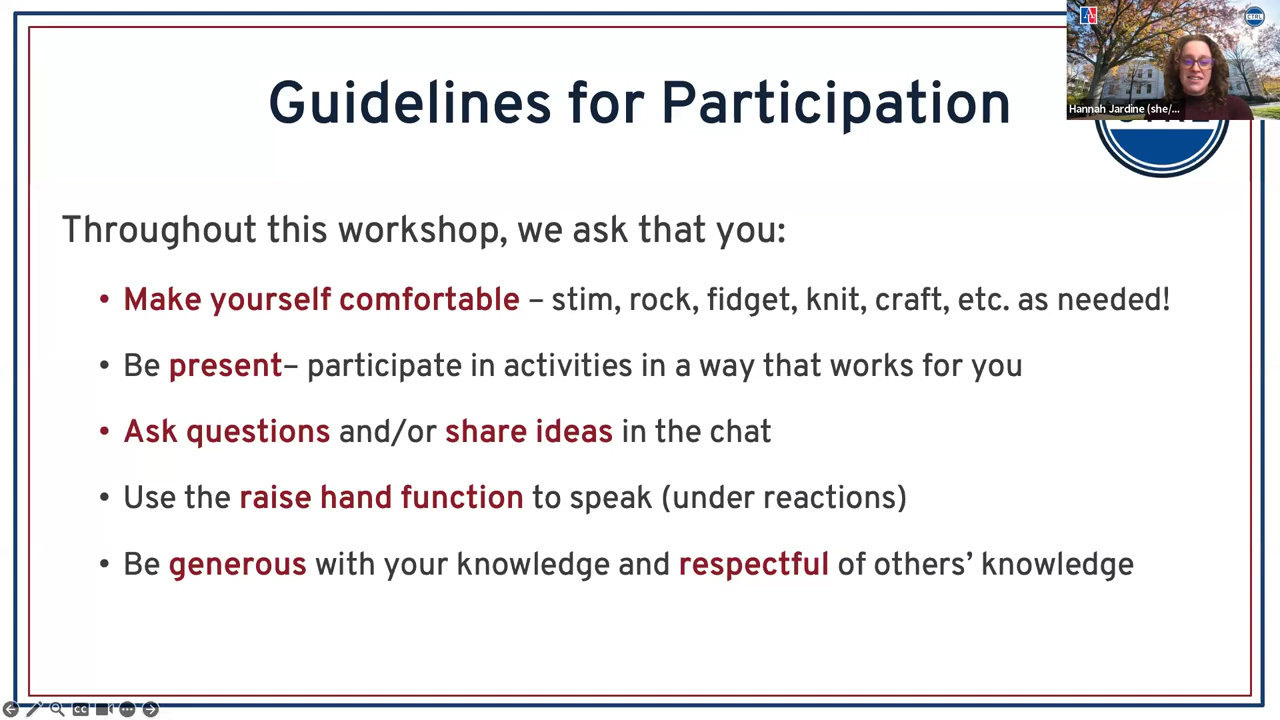 CTRL
Guidelines for Participation
Hannah Jardine (she/...
Throughout this workshop, we ask that you:
• Make yourself comfortable – stim, rock, fidget, knit, craft, etc. as needed!
• Be present– participate in activities in a way that works for you
• Ask questions and/or share ideas in the chat
• Use the raise hand function to speak (under reactions)
• Be generous with your knowledge and respectful of others’ knowledge
CC